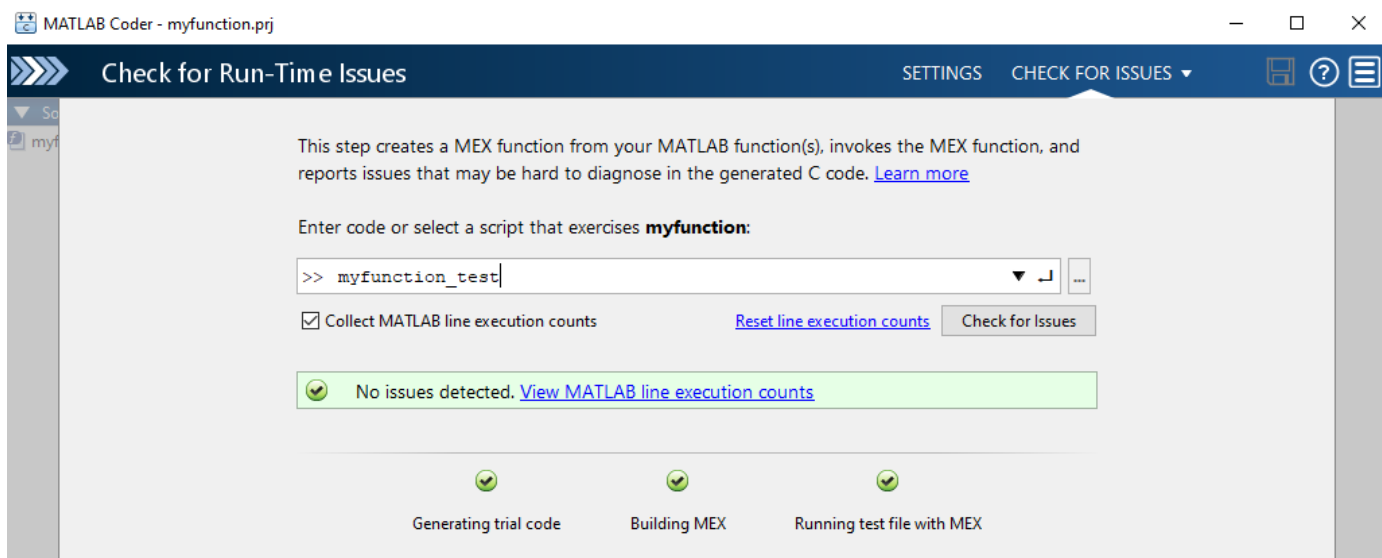 MATLAB Coder - myfunction.prj
Check for Run-Time Issues
SETTINGS
CHECK FOR ISSUES
So
myf
This step creates a MEX function from your MATLAB function(s), invokes the MEX function, and
reports issues that may be hard to diagnose in the generated C code. Learn more
Enter code or select a script that exercises myfunction:
>> myfunction_test
...
Collect MATLAB line execution counts
Reset line execution counts
Check for Issues
No issues detected. View MATLAB line execution counts
Generating trial code
Building MEX
Running test file with MEX